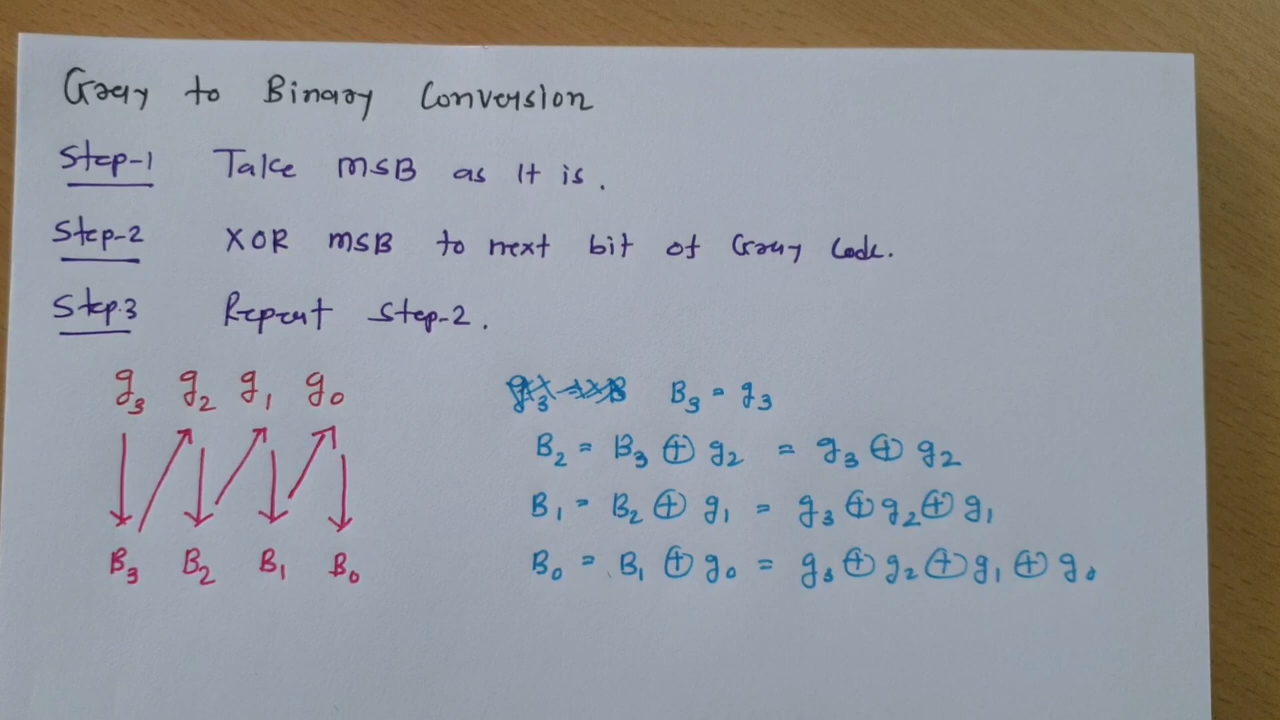 Gray to Binary Conversion
Step-1 Take MSB as it is.
Step-2 XOR MSB to next bit of Gray Code.
Step.3 Repeat Step-2.
g₃ g₂ g₁ g₀
B₃ B₂ B₁ B₀
B₃ = g₃
B₂ = B₃ ⊕ g₂ = g₃ ⊕ g₂
B₁ = B₂ ⊕ g₁ = g₃ ⊕ g₂ ⊕ g₁
B₀ = B₁ ⊕ g₀ = g₃ ⊕ g₂ ⊕ g₁ ⊕ g₀